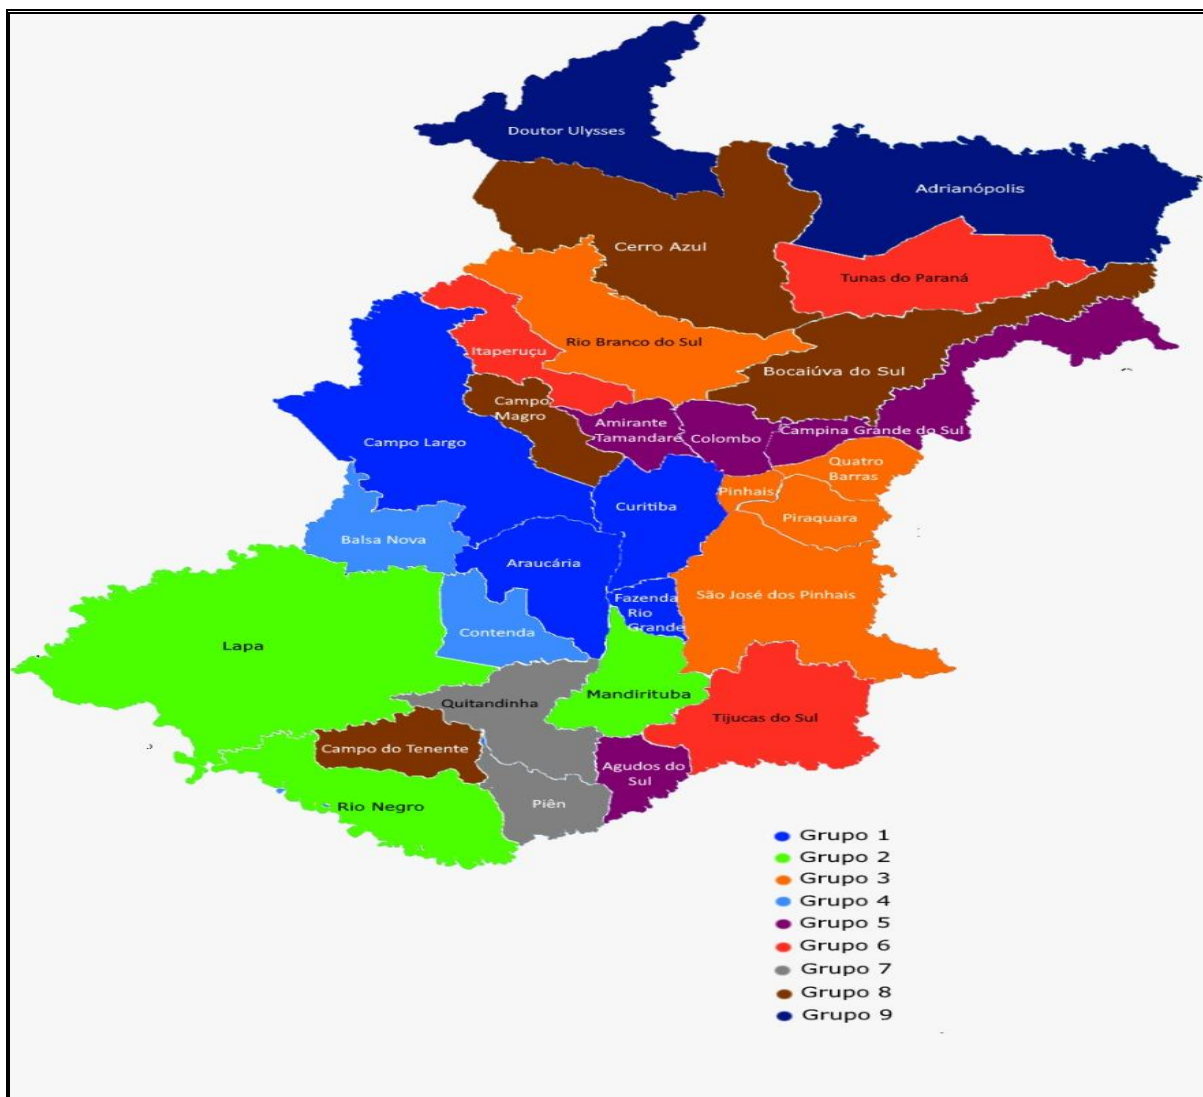 Doutor Ulysses
Adrianópolis
Cerro Azul
Tunas do Paraná
Rio Branco do Sul
Itaperuçu
Bocaiúva do Sul
Campo
Magro
Amirante
Tamandaré
Colombo
Campina Grande do Sul
Campo Largo
Quatro
Barras
Pinhais
Curitiba
Piraquara
Balsa Nova
Araucária
Fazenda
Rio
Grande
São José dos Pinhais
Contenda
Lapa
Mandirituba
Quitandinha
Tijucas do Sul
Campo do Tenente
Agudos do
Sul
Rio Negro
Piên
Grupo 1
Grupo 2
Grupo 3
Grupo 4
Grupo 5
Grupo 6
Grupo 7
Grupo 8
Grupo 9